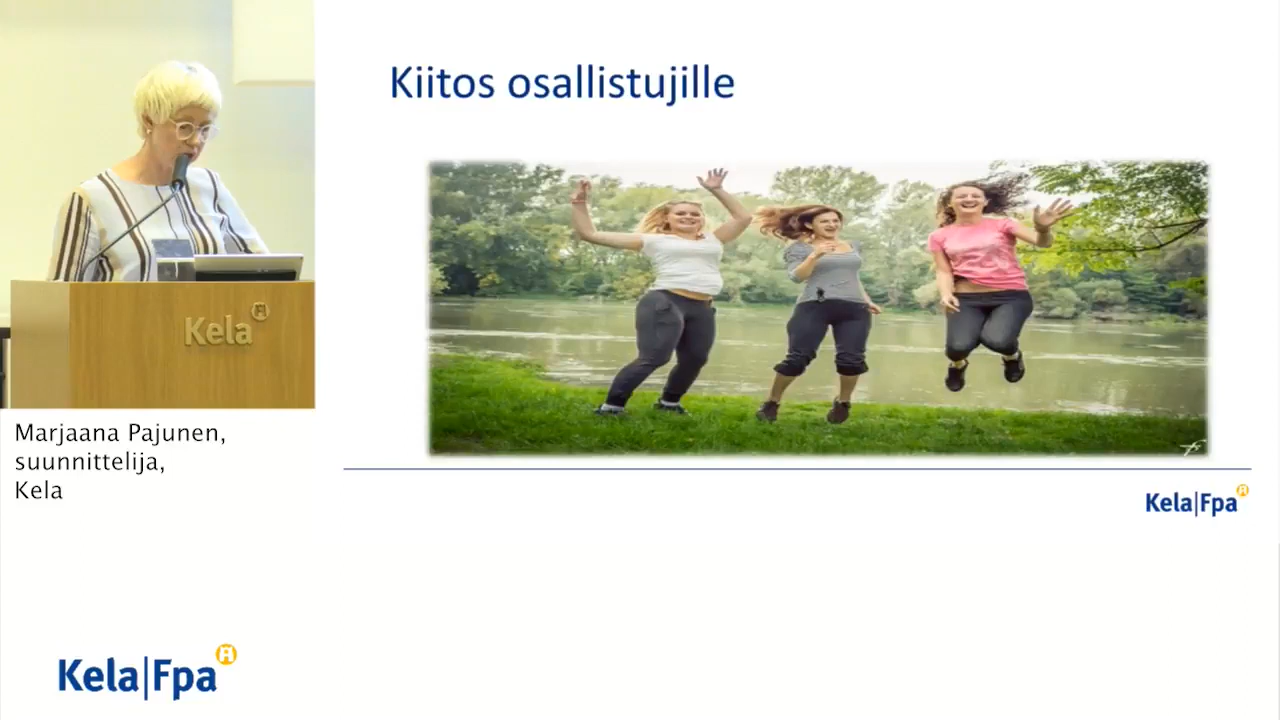 Kiitos osallistujille
Kela
Marjaana Pajunen,
suunnittelija,
Kela
Kela|Fpa
Kela|Fpa